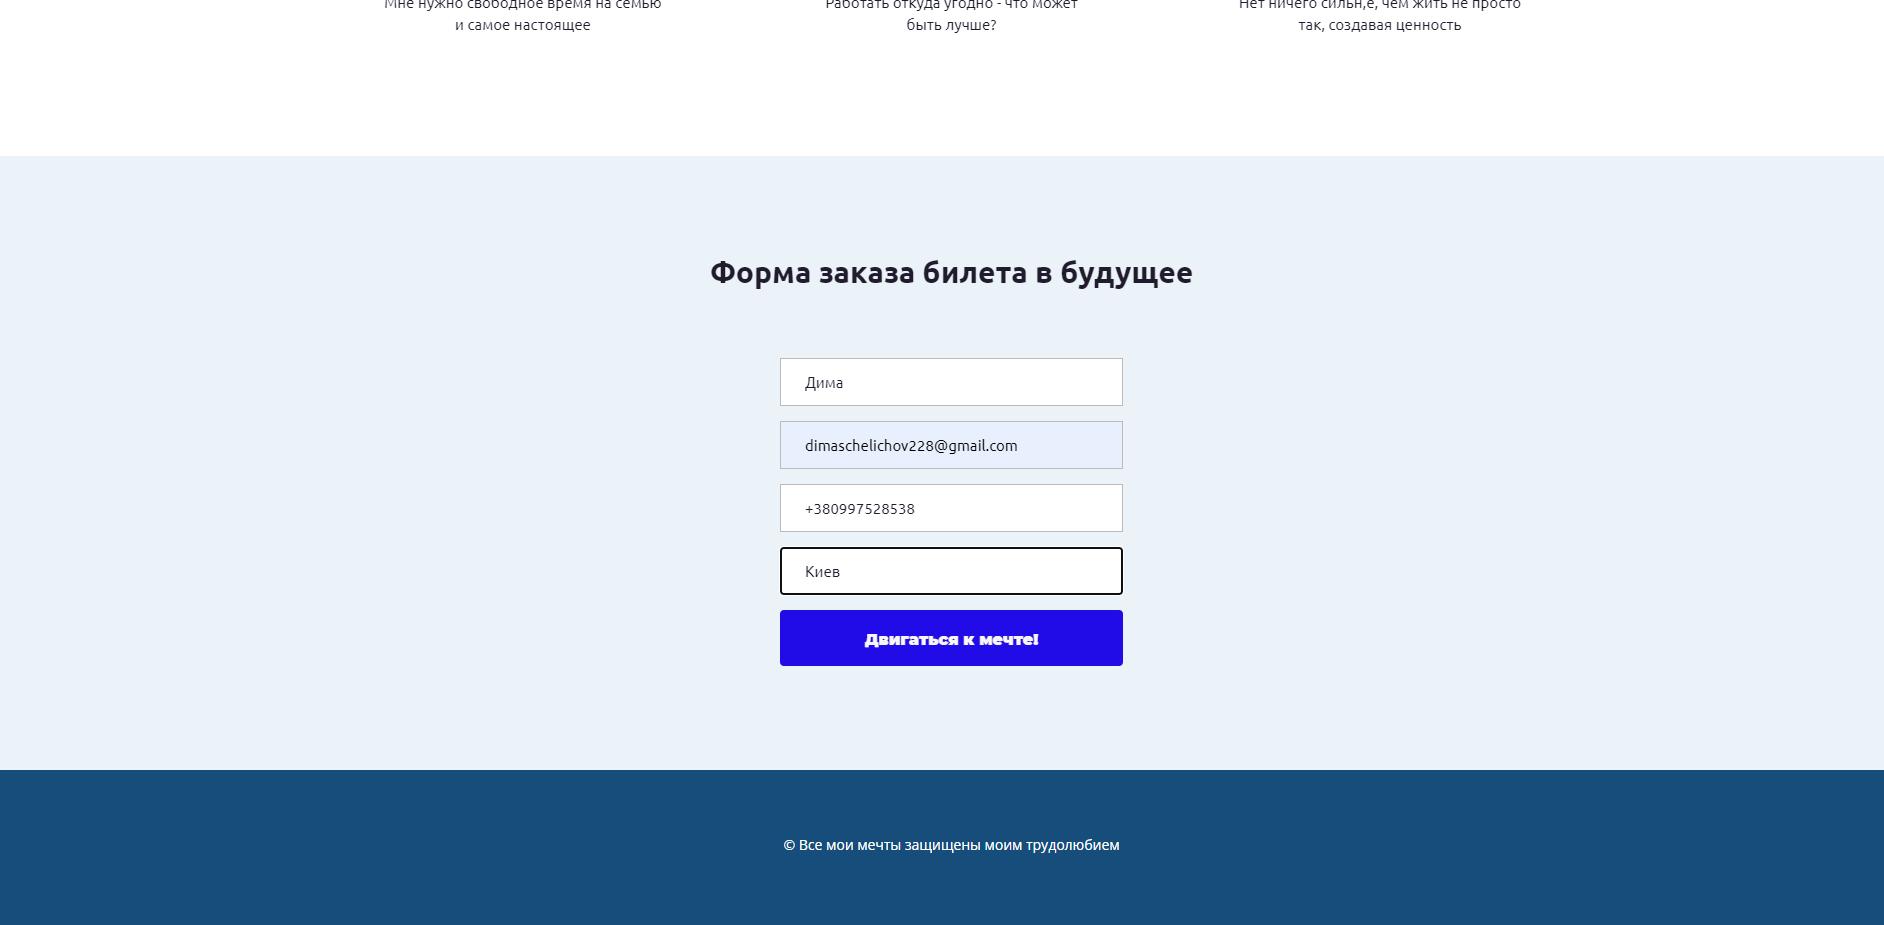 Мне нужно свободное время на семью
и самое настоящее
Работать откуда угодно - что может
быть лучше?
Нет ничего сильн,е, чем жить не просто
так, создавая ценность
Форма заказа билета в будущее
Дима
dimaschelichov228@gmail.com
+380997528538
Киев
Двигаться к мечте!
© Все мои мечты защищены моим трудолюбием